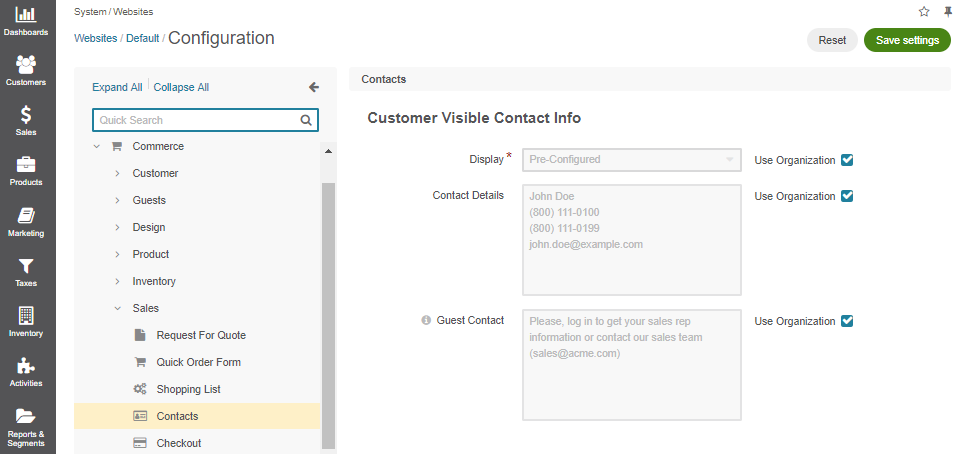 Dashboards
Customers
Sales
Products
Marketing
Taxes
Inventory
Activities
Reports &
Segments
System / Websites
Websites / Default / Configuration
Reset
Save settings
Expand All | Collapse All
Quick Search
Commerce
Customer
Guests
Design
Product
Inventory
Sales
Request For Quote
Quick Order Form
Shopping List
Contacts
Checkout
Contacts
Customer Visible Contact Info
Display * Pre-Configured Use Organization
Contact Details Use Organization
John Doe
(800) 111-0100
(800) 111-0199
john.doe@example.com
Guest Contact Use Organization
Please, log in to get your sales rep
information or contact our sales team
(sales@acme.com)